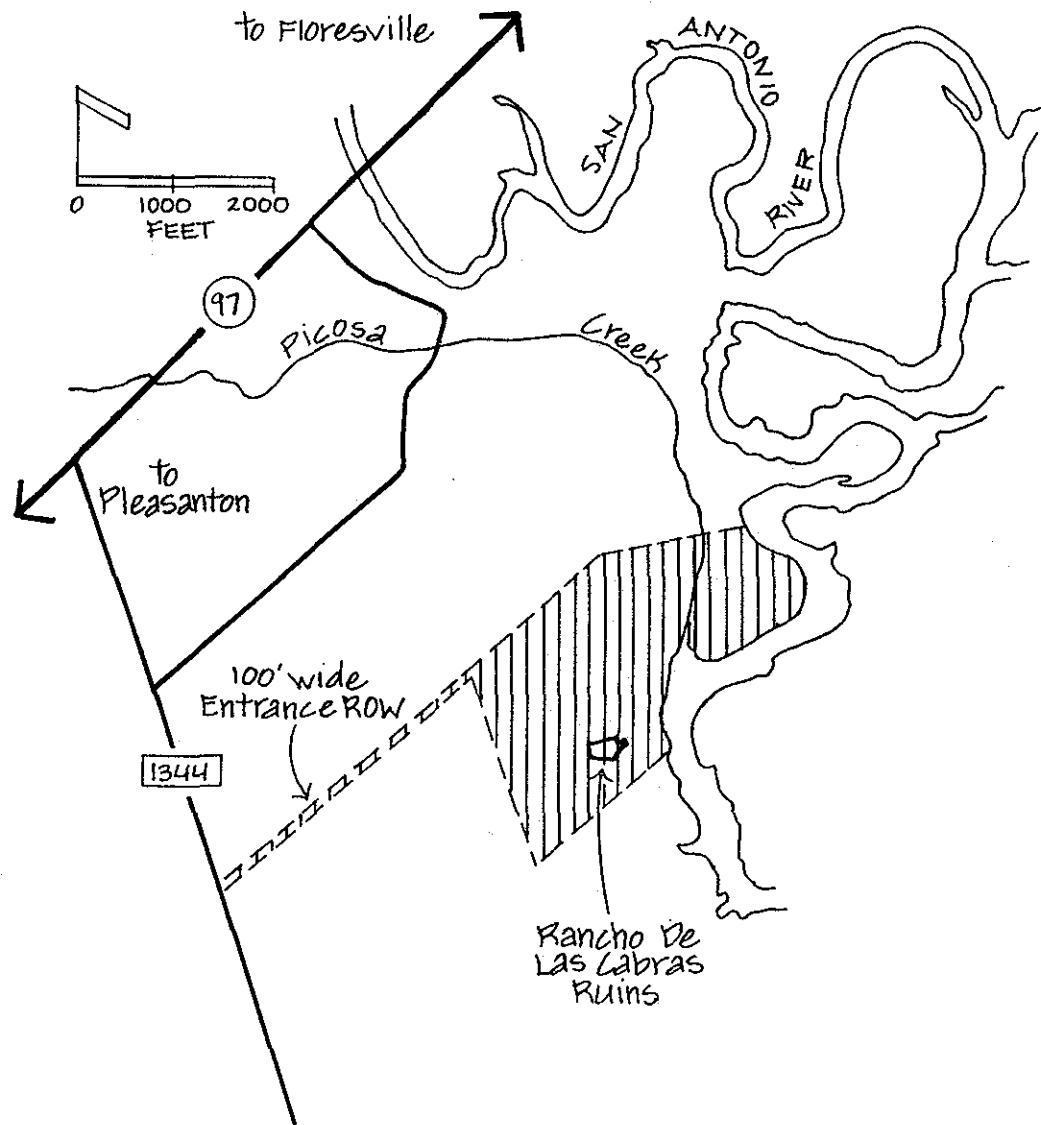 to Floresville
SAN
ANTONIO
RIVER
0 1000 2000
FEET
97
Picosa Creek
to
Pleasanton
100' wide
Entrance ROW
1344
Rancho De
Las Cabras
Ruins